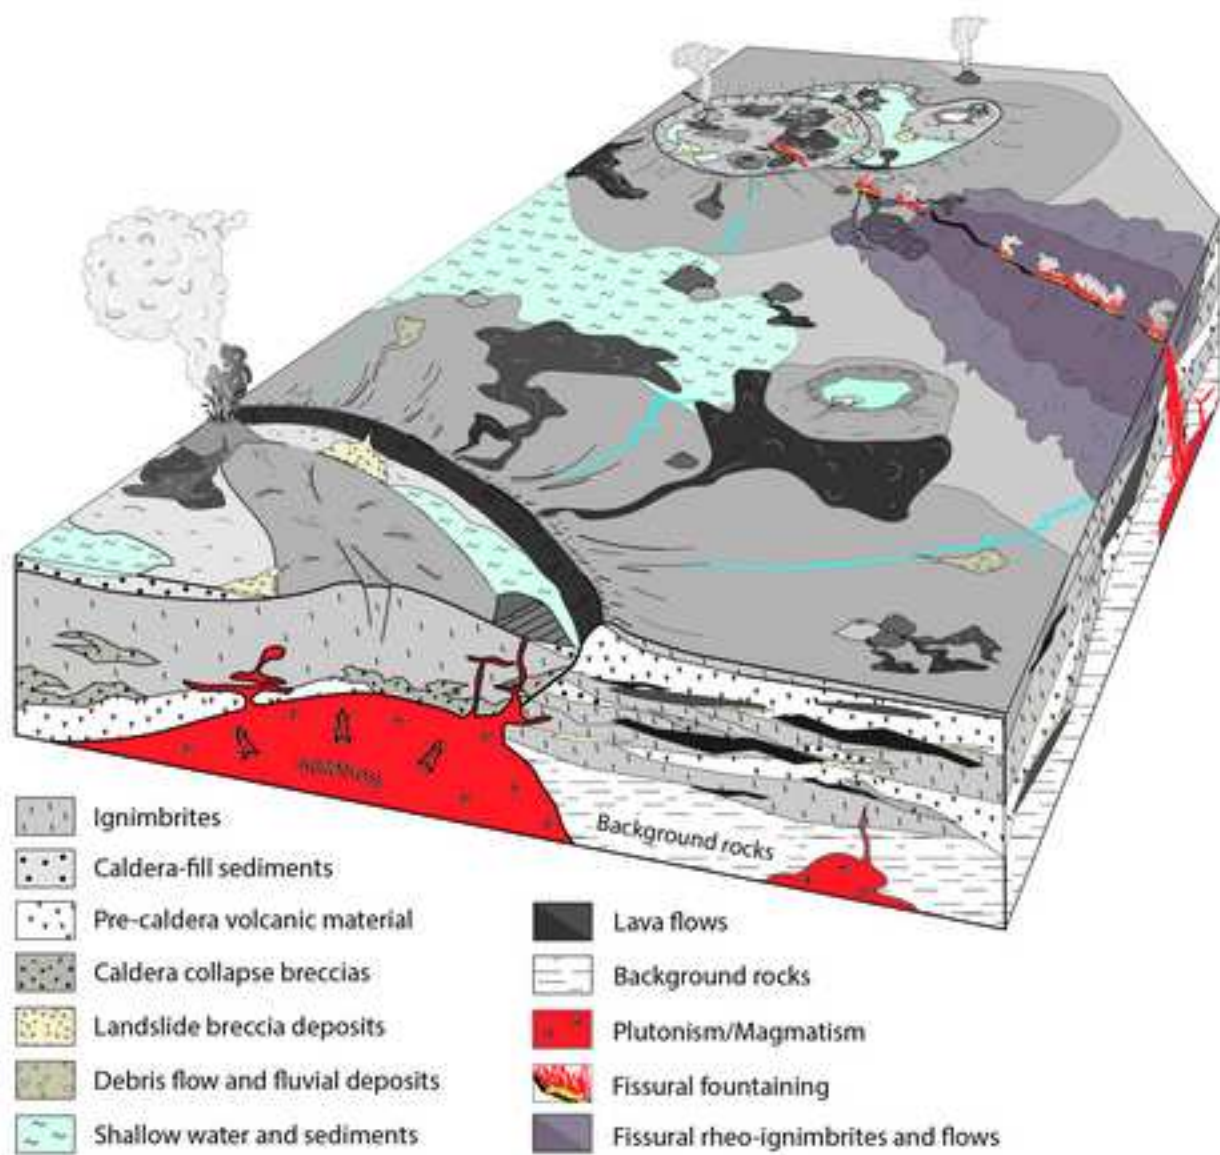 Background rocks
Ignimbrites
Caldera-fill sediments
Pre-caldera volcanic material
Caldera collapse breccias
Landslide breccia deposits
Debris flow and fluvial deposits
Shallow water and sediments
Lava flows
Background rocks
Plutonism/Magmatism
Fissural fountaining
Fissural rheo-ignimbrites and flows